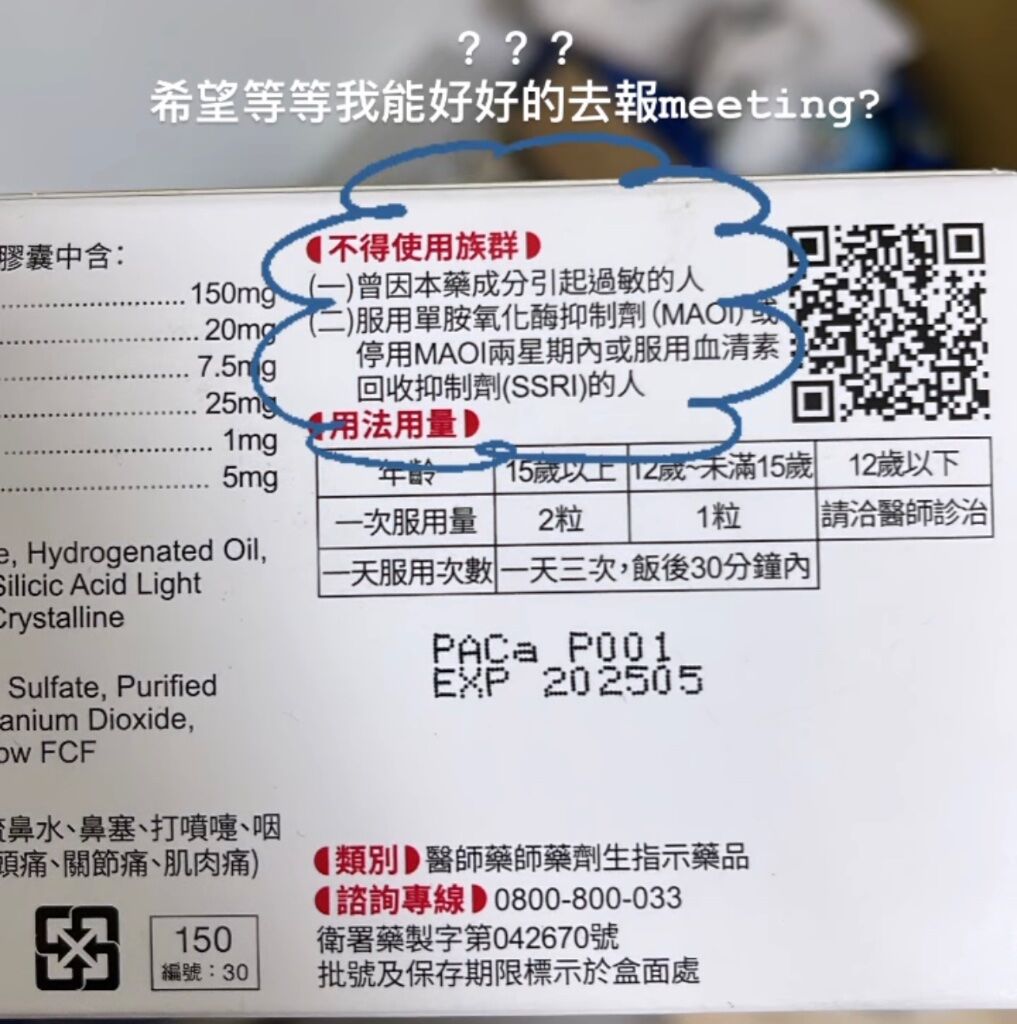 ？？？
希望等等我能好好的去報meeting?
膠囊中含：
150mg
20mg
7.5mg
25mg
1mg
5mg
Hydrogenated Oil,
Silicic Acid Light
Crystalline
Sulfate, Purified
FCF
鼻水、鼻塞、打噴嚏、咽
頭痛、關節痛、肌肉痛)
150
編號：30
不得使用族群
(一)曾因本藥成分引起過敏的人
(二)服用單胺氧化酶抑制劑(MAOI)或
停用MAOI兩星期內或服用血清素
回收抑制劑(SSRI)的人
用法用量
年齡 15歲以上 12歲~未滿15歲 12歲以下
一次服用量 2粒 1粒 請洽醫師診治
一天服用次數 一天三次，飯後30分鐘內
PACa P001
EXP 202505
類別 醫師藥師藥劑生指示藥品
諮詢專線 0800-800-033
衛署藥製字第042670號
批號及保存期限標示於盒面處